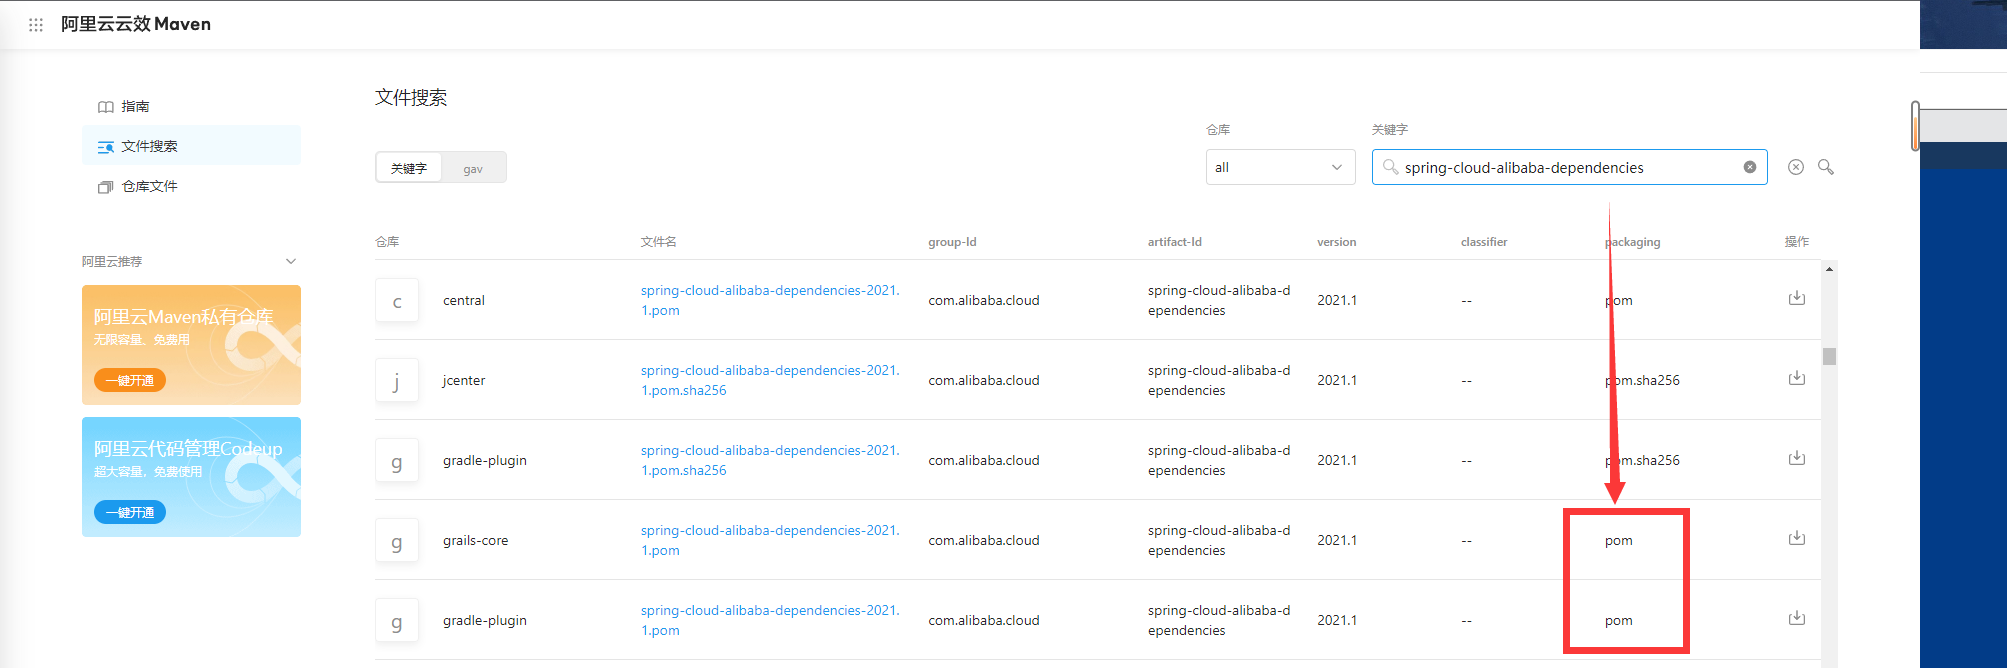 阿里云云效 Maven
指南
文件搜索
仓库文件
阿里云推荐
阿里云Maven私有仓库
无限容量、免费用
一键开通
阿里云代码管理Codeup
超大容量，免费使用
一键开通
文件搜索
关键字
gav
仓库
all
关键字
spring-cloud-alibaba-dependencies
仓库 文件名 group-Id artifact-Id version classifier packaging 操作
c central spring-cloud-alibaba-dependencies-2021. com.alibaba.cloud spring-cloud-alibaba-d 2021.1 -- pom
1.pom ependencies
j jcenter spring-cloud-alibaba-dependencies-2021. com.alibaba.cloud spring-cloud-alibaba-d 2021.1 -- pom.sha256
1.pom.sha256 ependencies
g gradle-plugin spring-cloud-alibaba-dependencies-2021. com.alibaba.cloud spring-cloud-alibaba-d 2021.1 -- pom.sha256
1.pom.sha256 ependencies
g grails-core spring-cloud-alibaba-dependencies-2021. com.alibaba.cloud spring-cloud-alibaba-d 2021.1 -- pom
1.pom ependencies
g gradle-plugin spring-cloud-alibaba-dependencies-2021. com.alibaba.cloud spring-cloud-alibaba-d 2021.1 -- pom
1.pom ependencies